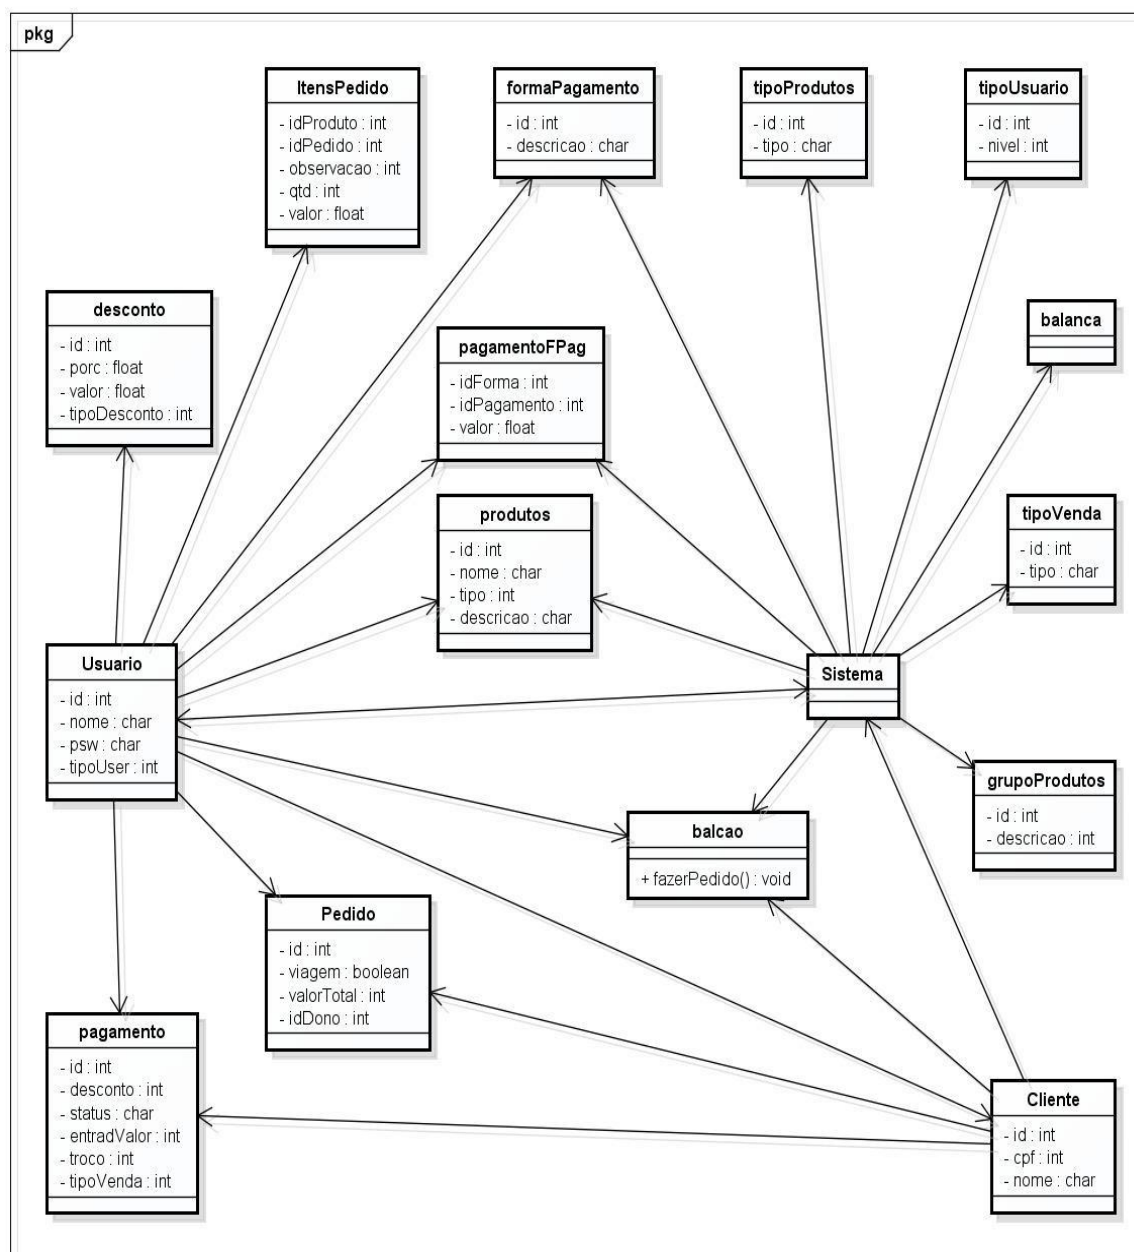 pkg
ItensPedido
- idProduto : int
- idPedido : int
- observacao : int
- qtd : int
- valor : float
formaPagamento
- id : int
- descricao : char
tipoProdutos
- id : int
- tipo : char
tipoUsuario
- id : int
- nivel : int
desconto
- id : int
- porc : float
- valor : float
- tipoDesconto : int
pagamentoFPag
- idForma : int
- idPagamento : int
- valor : float
balanca
produtos
- id : int
- nome : char
- tipo : int
- descricao : char
tipoVenda
- id : int
- tipo : char
Usuario
- id : int
- nome : char
- psw : char
- tipoUser : int
Sistema
grupoProdutos
- id : int
- descricao : int
balcao
+ fazerPedido() : void
Pedido
- id : int
- viagem : boolean
- valorTotal : int
- idDono : int
pagamento
- id : int
- desconto : int
- status : char
- entradValor : int
- troco : int
- tipoVenda : int
Cliente
- id : int
- cpf : int
- nome : char